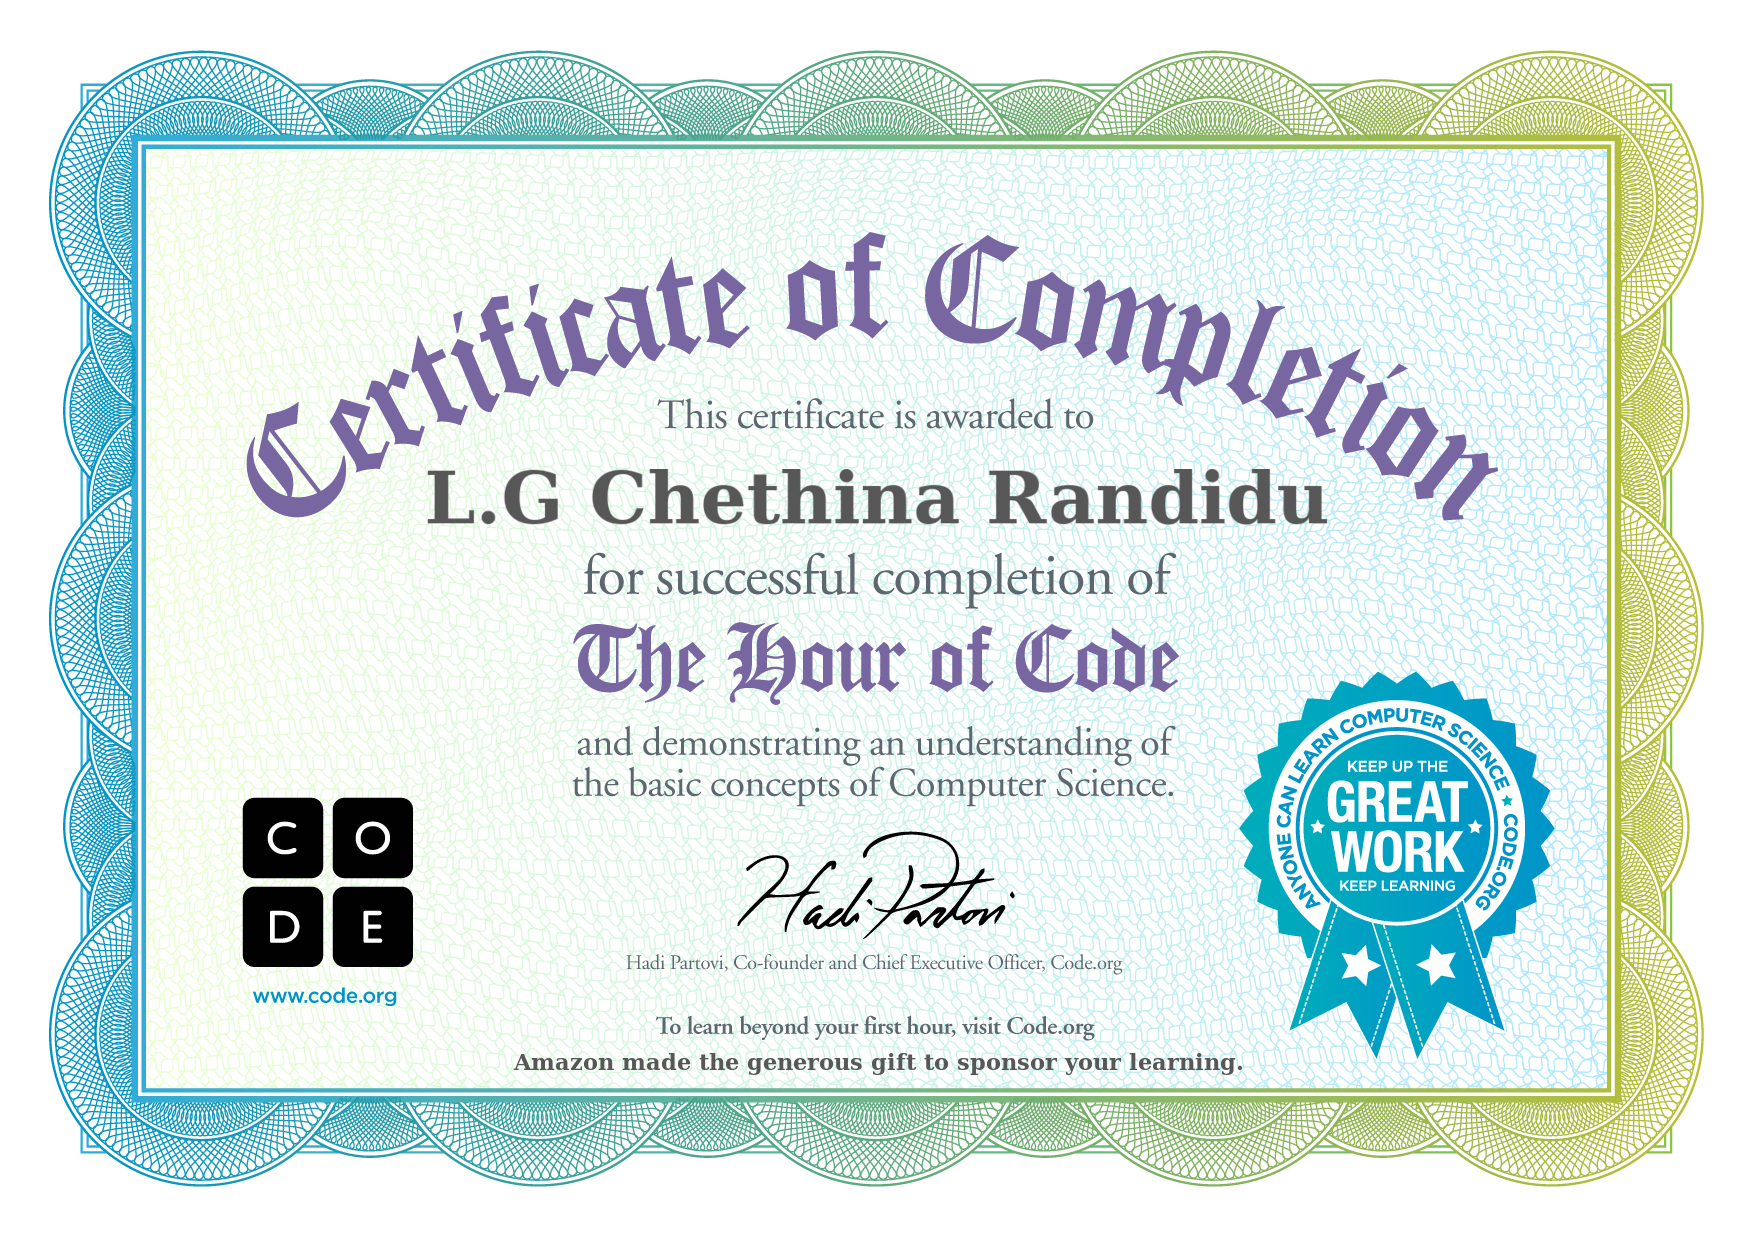 Certificate of Completion
This certificate is awarded to
L.G Chethina Randidu
for successful completion of
The Hour of Code
and demonstrating an understanding of
the basic concepts of Computer Science.
C O
D E
www.code.org
Hadi Partovi
Hadi Partovi, Co-founder and Chief Executive Officer, Code.org
To learn beyond your first hour, visit Code.org
Amazon made the generous gift to sponsor your learning.
ANYONE CAN LEARN COMPUTER SCIENCE ★ CODE.ORG
KEEP UP THE
GREAT
WORK
KEEP LEARNING